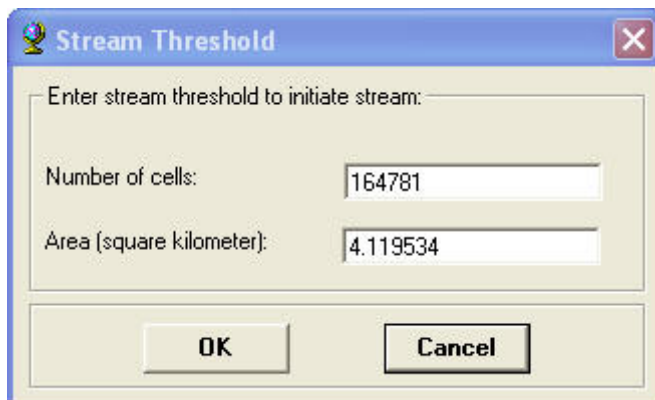 Stream Threshold
Enter stream threshold to initiate stream:
Number of cells: 164781
Area (square kilometer): 4.119534
OK Cancel